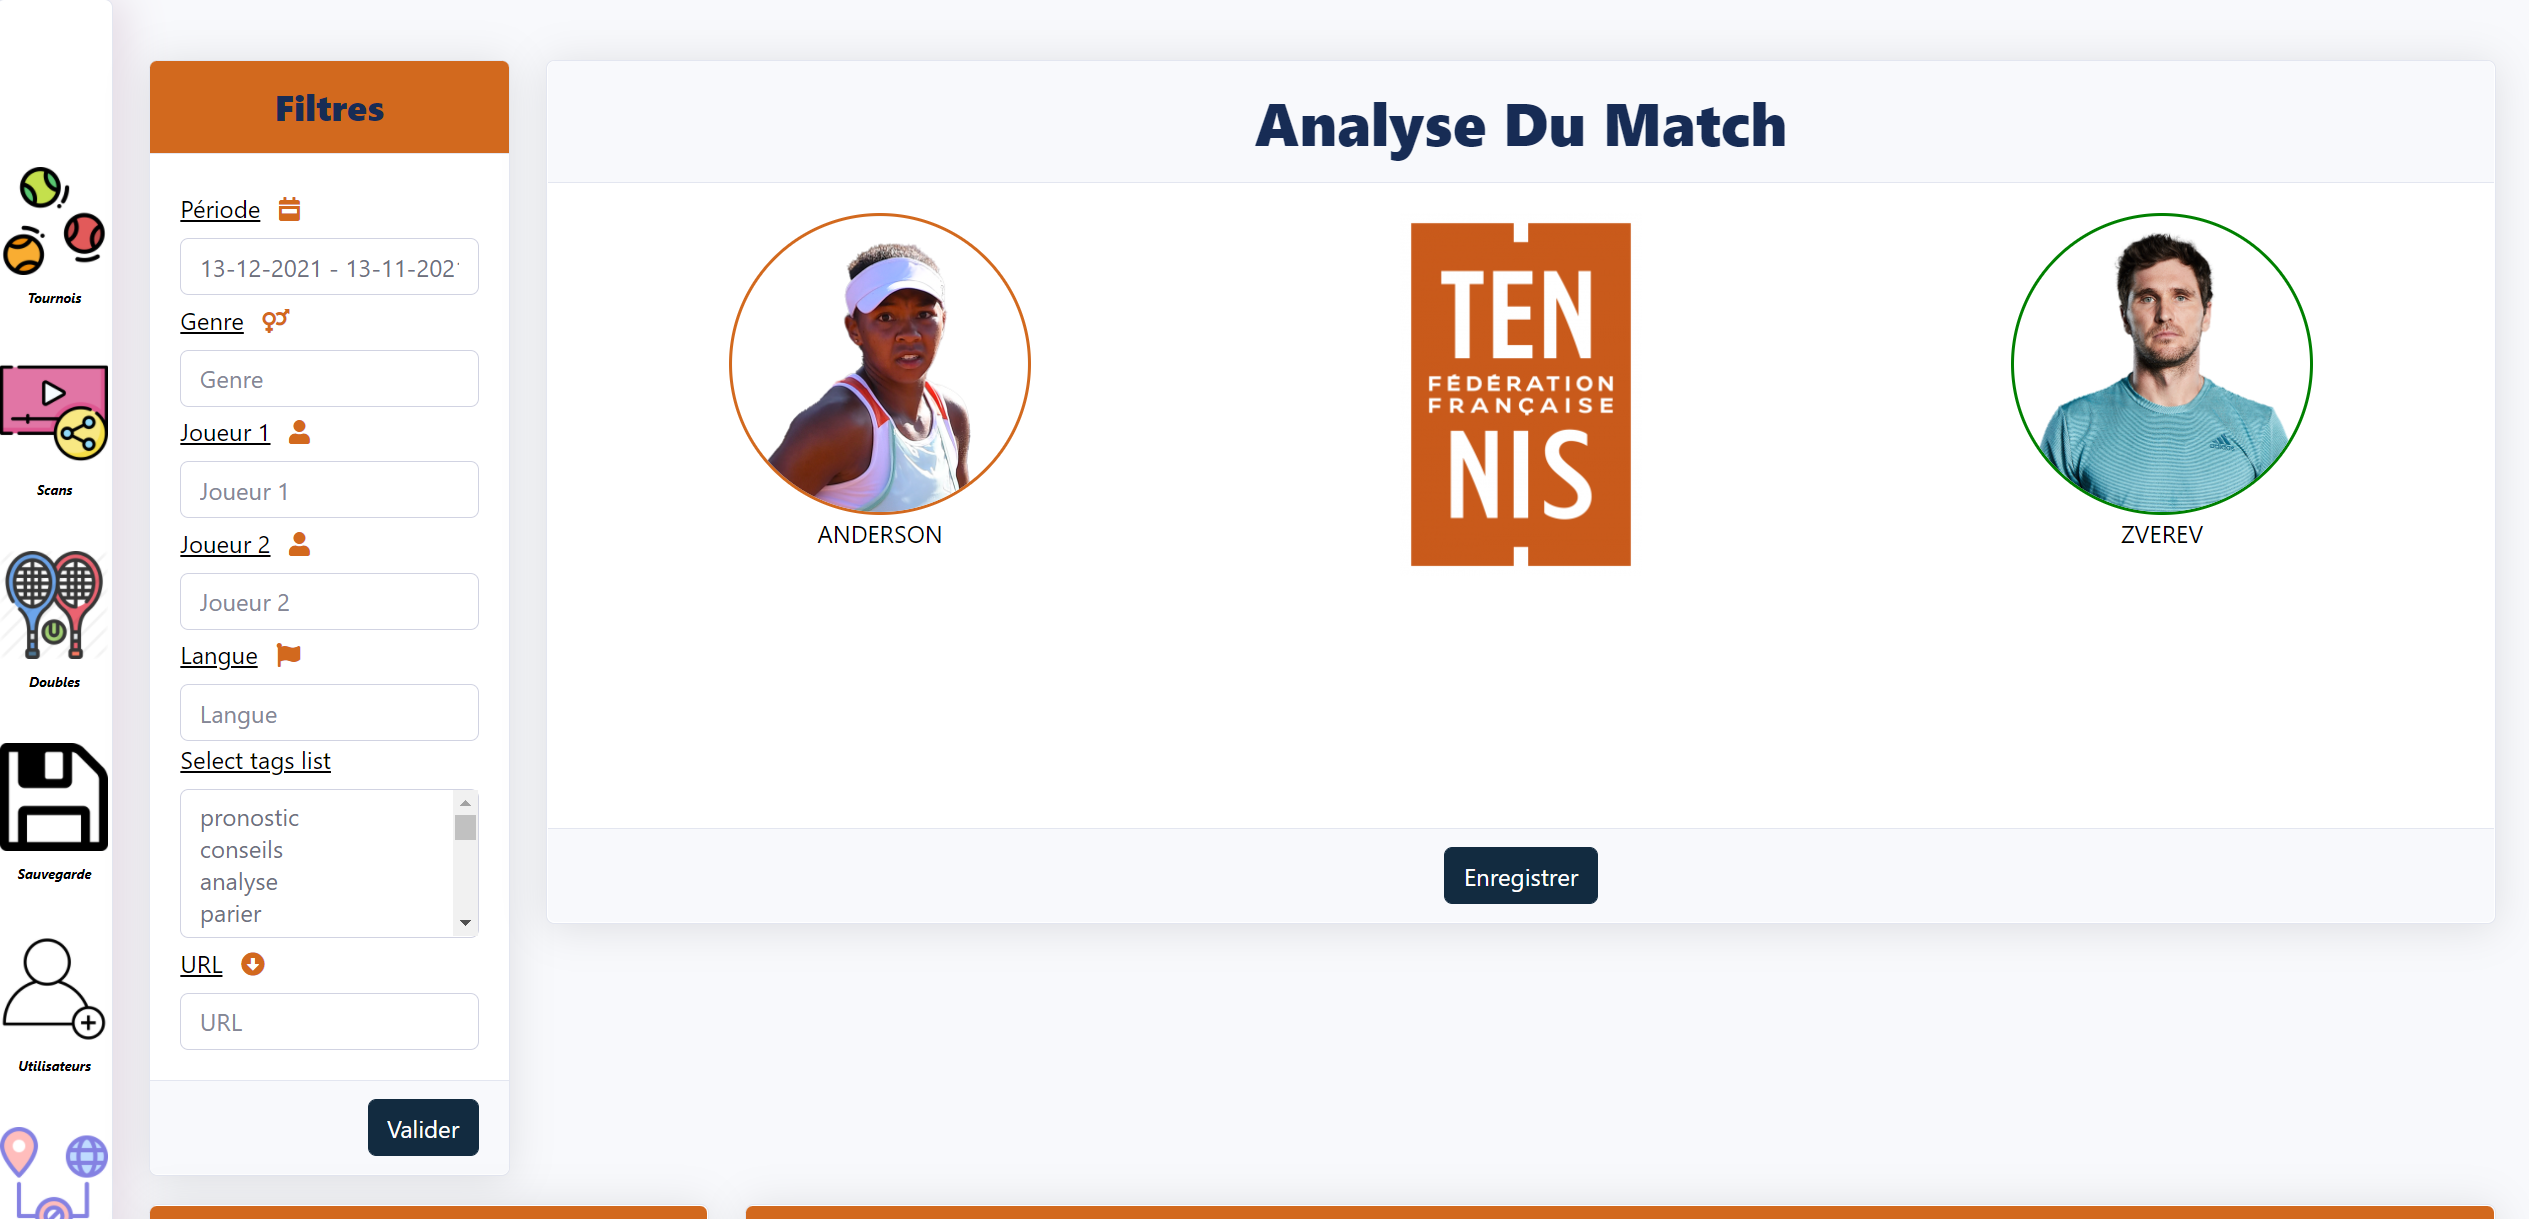 Tournois
Scans
Doubles
Sauvegarde
Utilisateurs
Filtres
Période
13-12-2021 - 13-11-202
Genre
Genre
Joueur 1
Joueur 1
Joueur 2
Joueur 2
Langue
Langue
Select tags list
pronostic
conseils
analyse
parier
URL
URL
Valider
Analyse Du Match
TEN
FÉDÉRATION
FRANÇAISE
NIS
ANDERSON
adidas
ZVEREV
Enregistrer